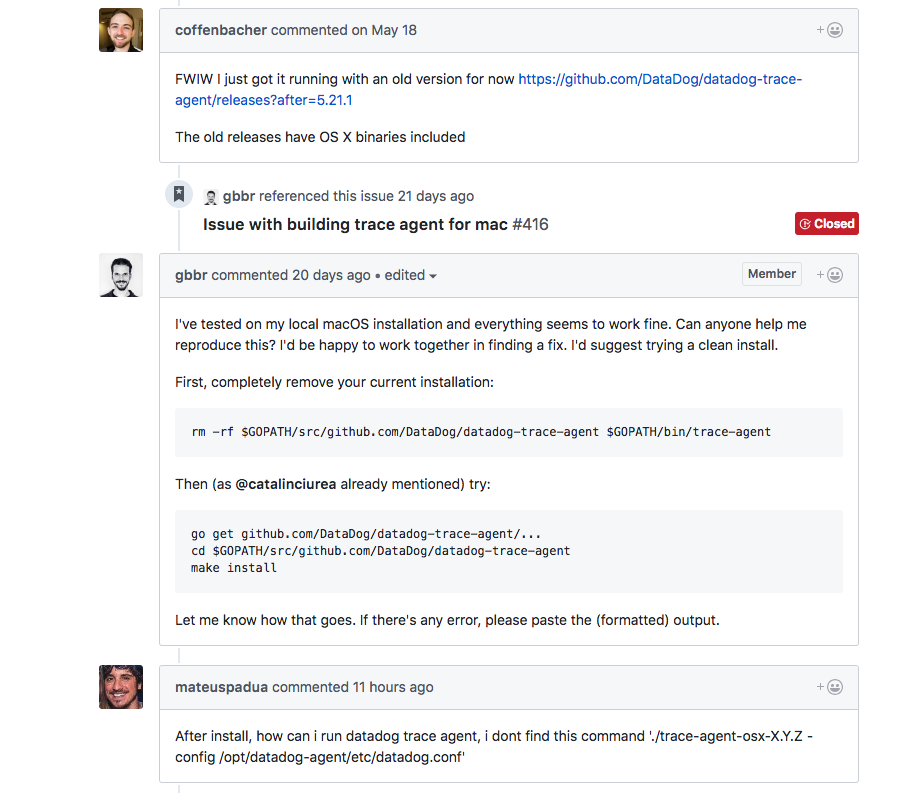 coffenbacher commented on May 18
FWIW I just got it running with an old version for now https://github.com/DataDog/datadog-trace-
agent/releases?after=5.21.1
The old releases have OS X binaries included
gbbr referenced this issue 21 days ago
Issue with building trace agent for mac #416
Closed
gbbr commented 20 days ago • edited
Member
I've tested on my local macOS installation and everything seems to work fine. Can anyone help me
reproduce this? I'd be happy to work together in finding a fix. I'd suggest trying a clean install.
First, completely remove your current installation:
rm -rf $GOPATH/src/github.com/DataDog/datadog-trace-agent $GOPATH/bin/trace-agent
Then (as @catalinciurea already mentioned) try:
go get github.com/DataDog/datadog-trace-agent/...
cd $GOPATH/src/github.com/DataDog/datadog-trace-agent
make install
Let me know how that goes. If there's any error, please paste the (formatted) output.
mateuspadua commented 11 hours ago
After install, how can i run datadog trace agent, i dont find this command './trace-agent-osx-X.Y.Z -
config /opt/datadog-agent/etc/datadog.conf'